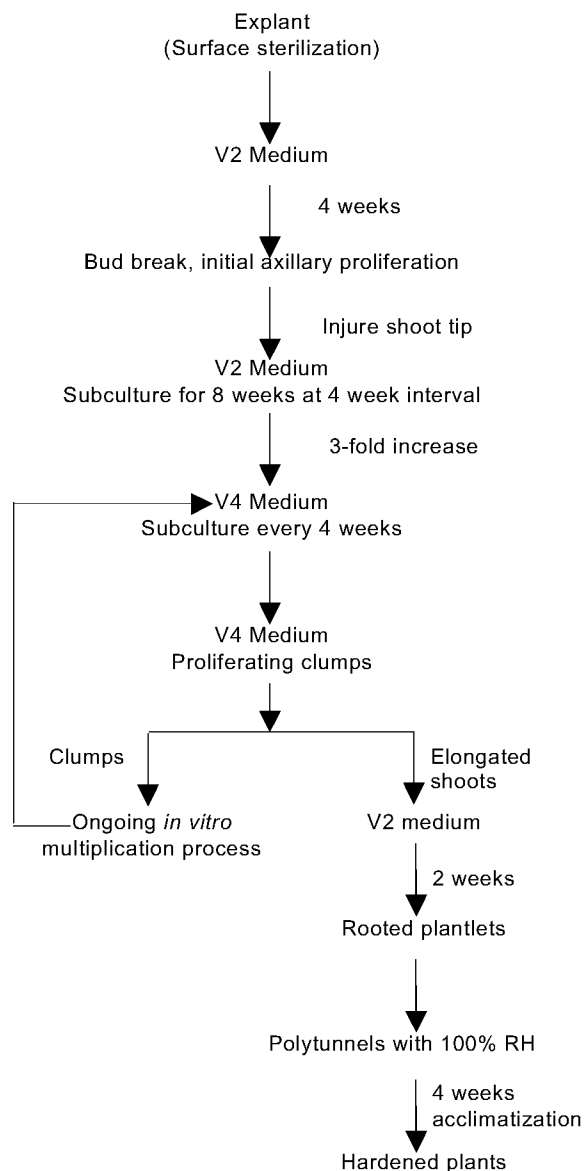 Explant
(Surface sterilization)
V2 Medium
4 weeks
Bud break, initial axillary proliferation
Injure shoot tip
V2 Medium
Subculture for 8 weeks at 4 week interval
3-fold increase
V4 Medium
Subculture every 4 weeks
V4 Medium
Proliferating clumps
Clumps
Ongoing in vitro
multiplication process
Elongated
shoots
V2 medium
2 weeks
Rooted plantlets
Polytunnels with 100% RH
4 weeks
acclimatization
Hardened plants